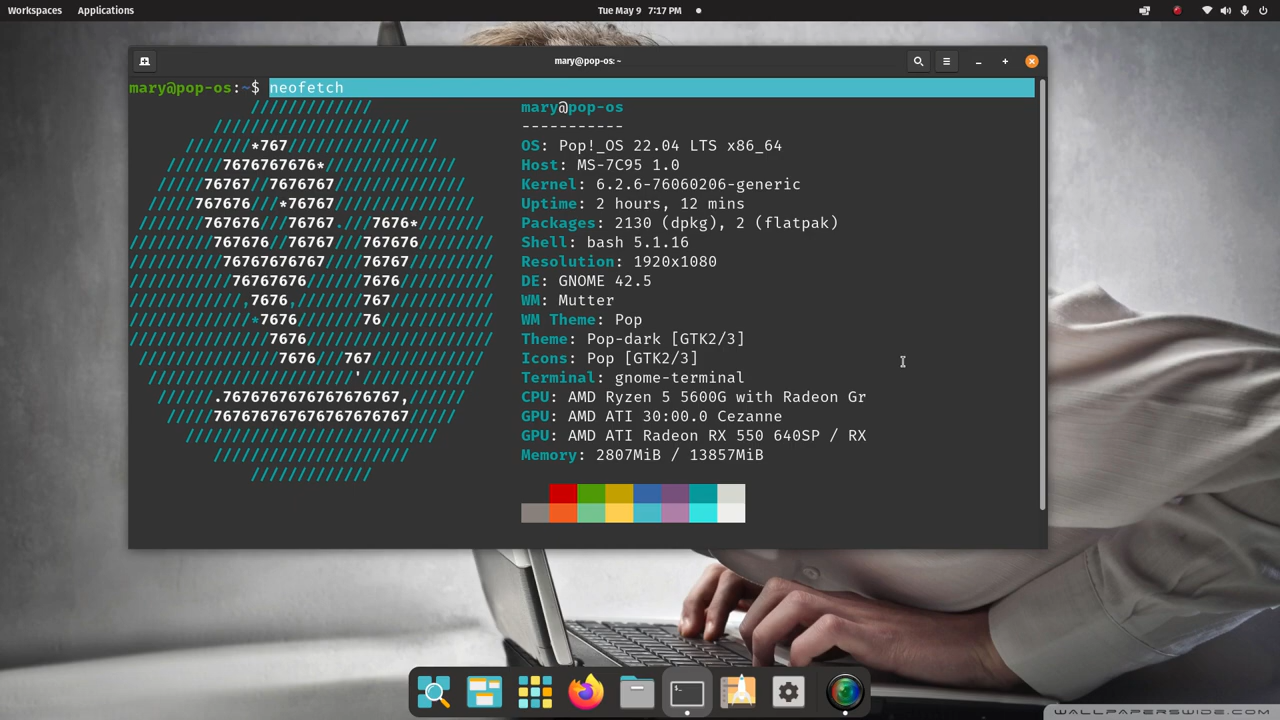 Workspaces Applications Tue May 9 7:17 PM
mary@pop-os: ~
mary@pop-os:~$ neofetch
mary@pop-os
-----------
OS: Pop!_OS 22.04 LTS x86_64
Host: MS-7C95 1.0
Kernel: 6.2.6-76060206-generic
Uptime: 2 hours, 12 mins
Packages: 2130 (dpkg), 2 (flatpak)
Shell: bash 5.1.16
Resolution: 1920x1080
DE: GNOME 42.5
WM: Mutter
WM Theme: Pop
Theme: Pop-dark [GTK2/3]
Icons: Pop [GTK2/3]
Terminal: gnome-terminal
CPU: AMD Ryzen 5 5600G with Radeon Gr
GPU: AMD ATI 30:00.0 Cezanne
GPU: AMD ATI Radeon RX 550 640SP / RX
Memory: 2807MiB / 13857MiB
WALLPAPERSWIDE.COM